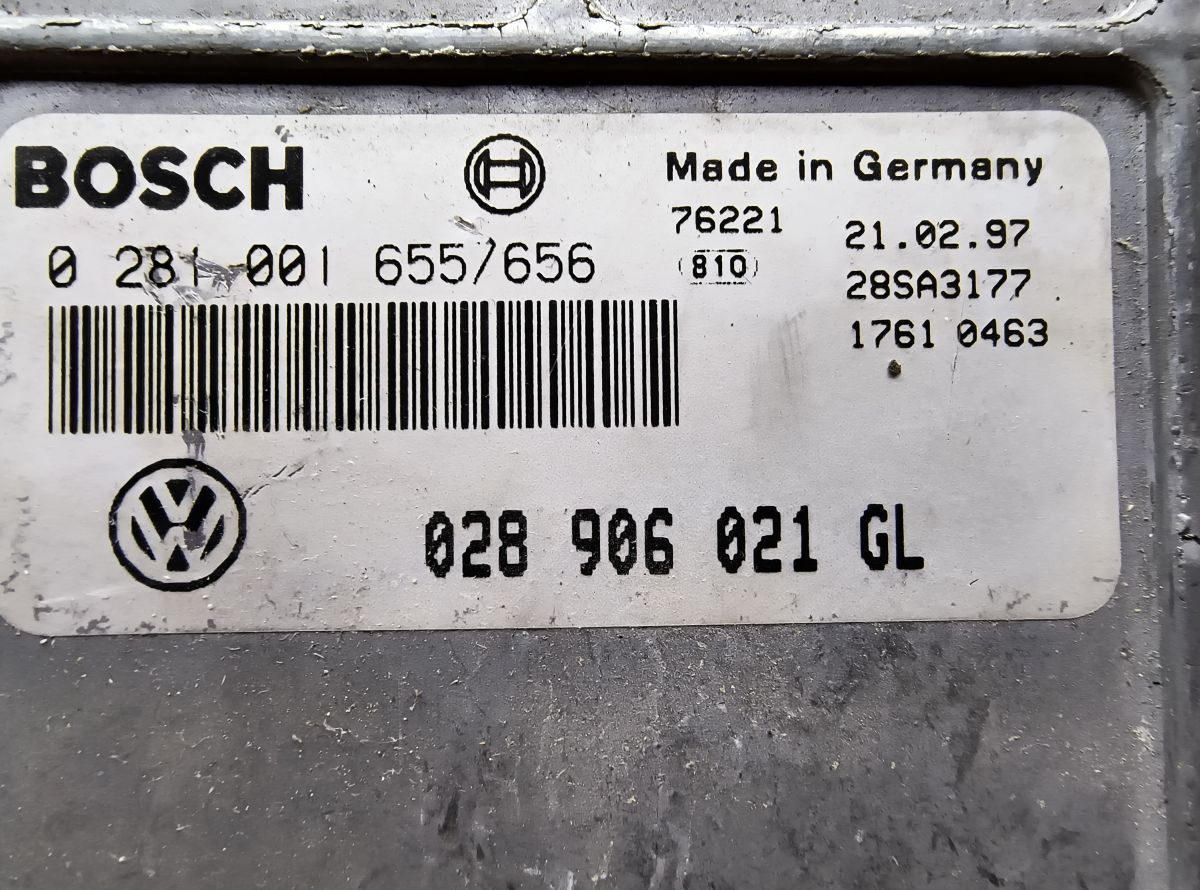 BOSCH
Made in Germany
0 281 001 655/656
76221
(810)
21.02.97
28SA3177
1761 0463
028 906 021 GL